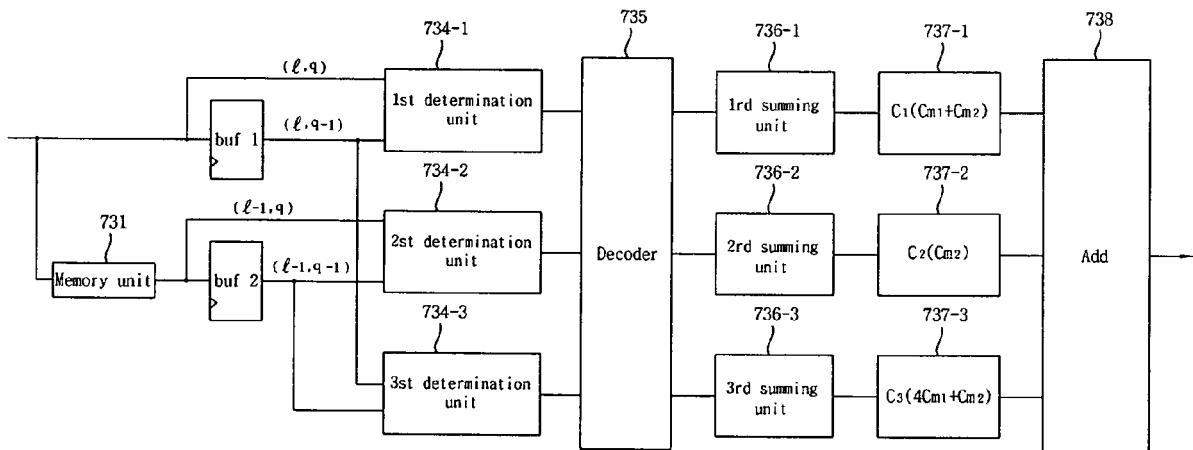 734-1
735
736-1
737-1
738
(ℓ,q)
1st determination
unit
1rd summing
unit
C₁(Cm₁+Cm₂)
buf 1
(ℓ,q-1)
734-2
736-2
737-2
731
(ℓ-1,q)
2st determination
unit
Decoder
2rd summing
unit
C₂(Cm₂)
Add
Memory unit
buf 2
(ℓ-1,q-1)
734-3
736-3
737-3
3st determination
unit
3rd summing
unit
C₃(4Cm₁+Cm₂)